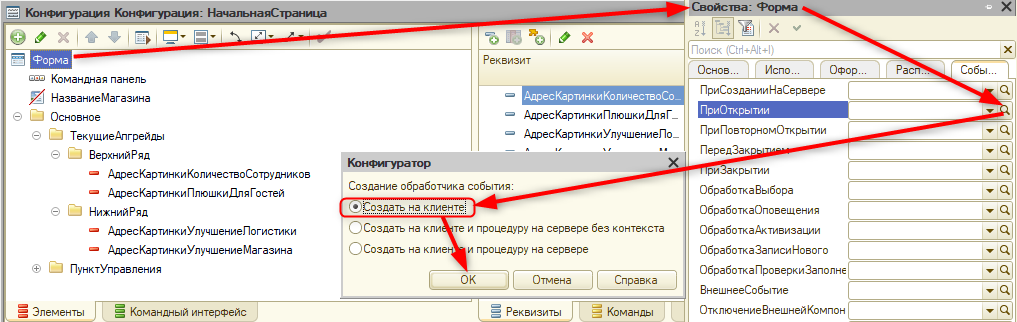 Конфигурация Конфигурация: НачальнаяСтраница
Форма
Командная панель
НазваниеМагазина
Основное
ТекущиеАпгрейды
ВерхнийРяд
АдресКартинкиКоличествоСотрудников
АдресКартинкиПлюшкиДляГостей
НижнийРяд
АдресКартинкиУлучшениеЛогистики
АдресКартинкиУлучшениеМагазина
ПунктУправления
Элементы
Командный интерфейс
Реквизит
АдресКартинкиКоличествоСо...
АдресКартинкиПлюшкиДляГ...
АдресКартинкиУлучшениеЛо...
Реквизиты
Команды
Конфигуратор
Создание обработчика события:
Создать на клиенте
Создать на клиенте и процедуру на сервере без контекста
Создать на клиенте и процедуру на сервере
ОК
Отмена
Справка
Свойства: Форма
Поиск (Ctrl+Alt+I)
Основ...
Испо...
Офор...
Расп...
Собы...
ПриСозданииНаСервере
ПриОткрытии
ПриПовторномОткрытии
ПередЗакрытием
ПриЗакрытии
ОбработкаВыбора
ОбработкаОповещения
ОбработкаАктивизации
ОбработкаЗаписиНового
ОбработкаПроверкиЗаполне
ВнешнееСобытие
ОтключениеВнешнейКомпон